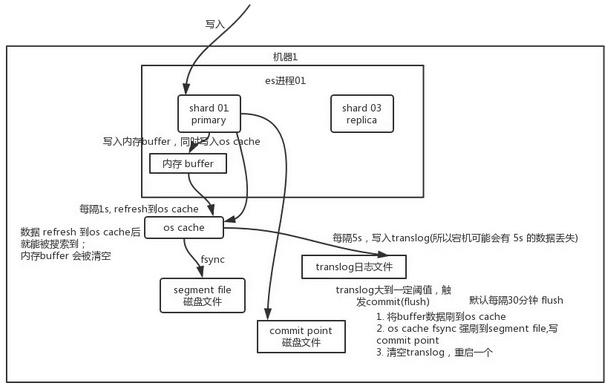 写入
机器1
es进程01
shard 01
primary
shard 03
replica
写入内存buffer，同时写入os cache
内存 buffer
每隔1s, refresh到os cache
数据 refresh 到os cache后
就能被搜索到；
内存buffer 会被清空
os cache
每隔5s，写入translog(所以宕机可能会有 5s 的数据丢失)
fsync
translog日志文件
segment file
磁盘文件
translog大到一定阈值，触
发commit(flush)
默认每隔30分钟 flush
commit point
磁盘文件
1. 将buffer数据刷到os cache
2. os cache fsync 强刷到segment file,写
commit point
3. 清空translog，重启一个